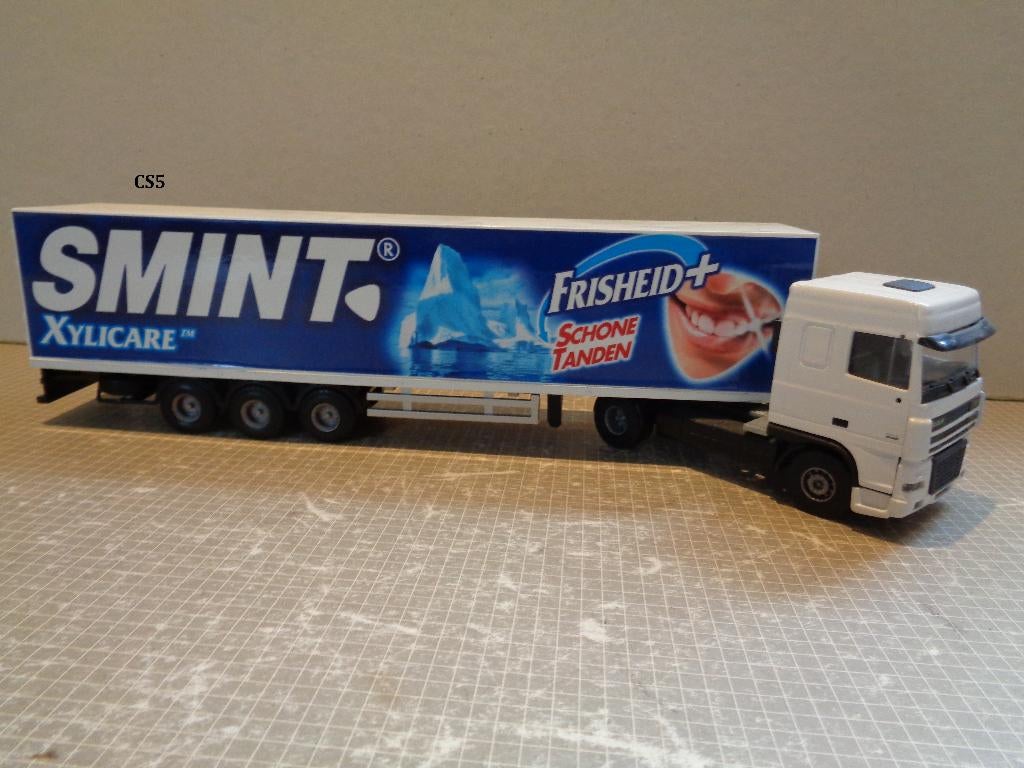 CS5
SMINT®
XYLICARE™
FRISHEID+
SCHONE
TANDEN